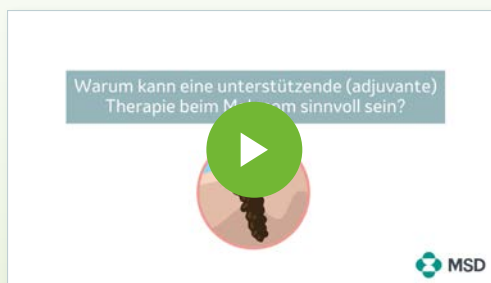 Warum kann eine unterstützende (adjuvante)
Therapie beim sinnvoll sein?
MSD